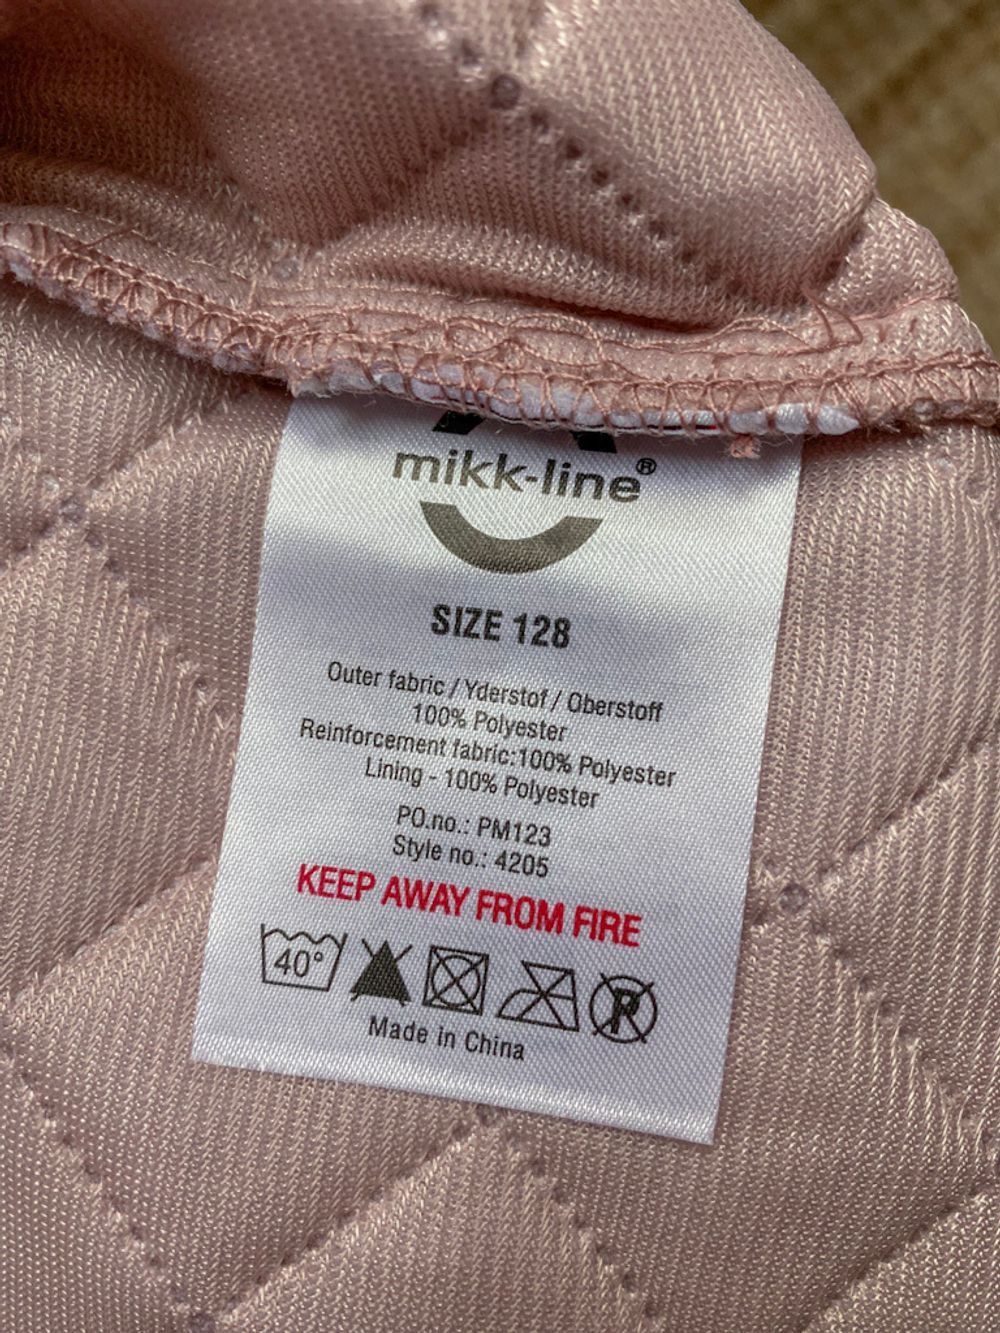 mikk-line®
SIZE 128
Outer fabric / Yderstof / Oberstoff
100% Polyester
Reinforcement fabric:100% Polyester
Lining - 100% Polyester
PO.no.: PM123
Style no.: 4205
KEEP AWAY FROM FIRE
40° P
Made in China